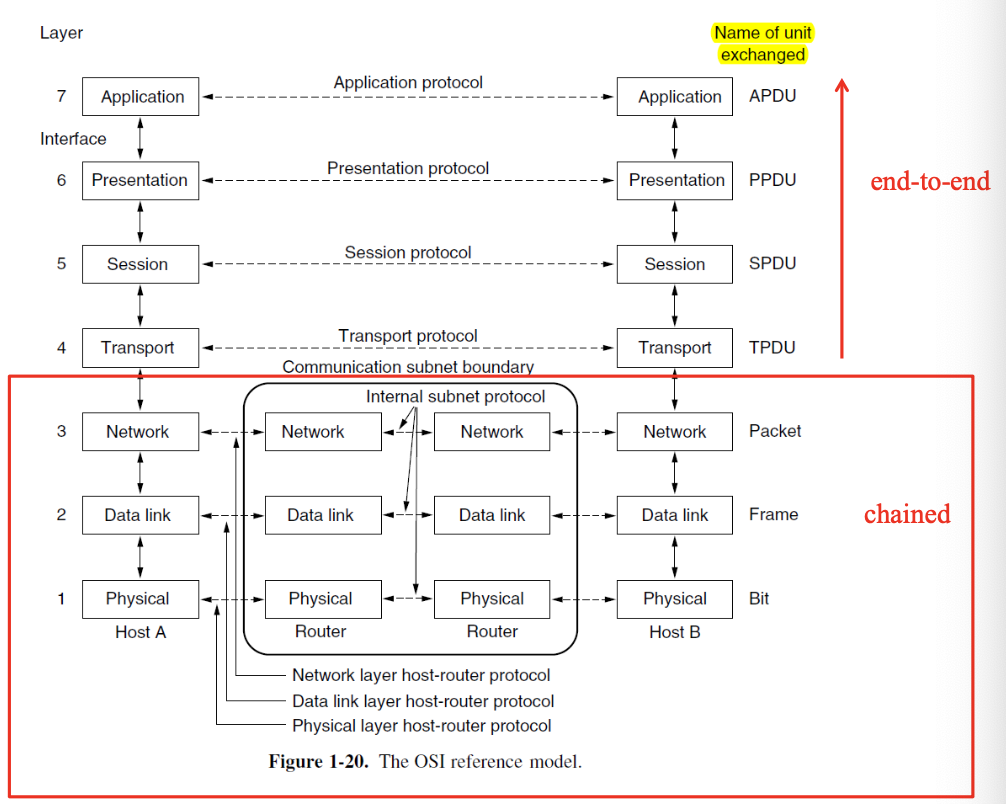 Layer
Name of unit
exchanged
Application protocol
7 Application Application APDU
Interface
Presentation protocol
6 Presentation Presentation PPDU
end-to-end
Session protocol
5 Session Session SPDU
Transport protocol
4 Transport Transport TPDU
Communication subnet boundary
Internal subnet protocol
3 Network Network Network Network Packet
2 Data link Data link Data link Data link Frame
chained
1 Physical Physical Physical Physical Bit
Host A Router Router Host B
Network layer host-router protocol
Data link layer host-router protocol
Physical layer host-router protocol
Figure 1-20. The OSI reference model.